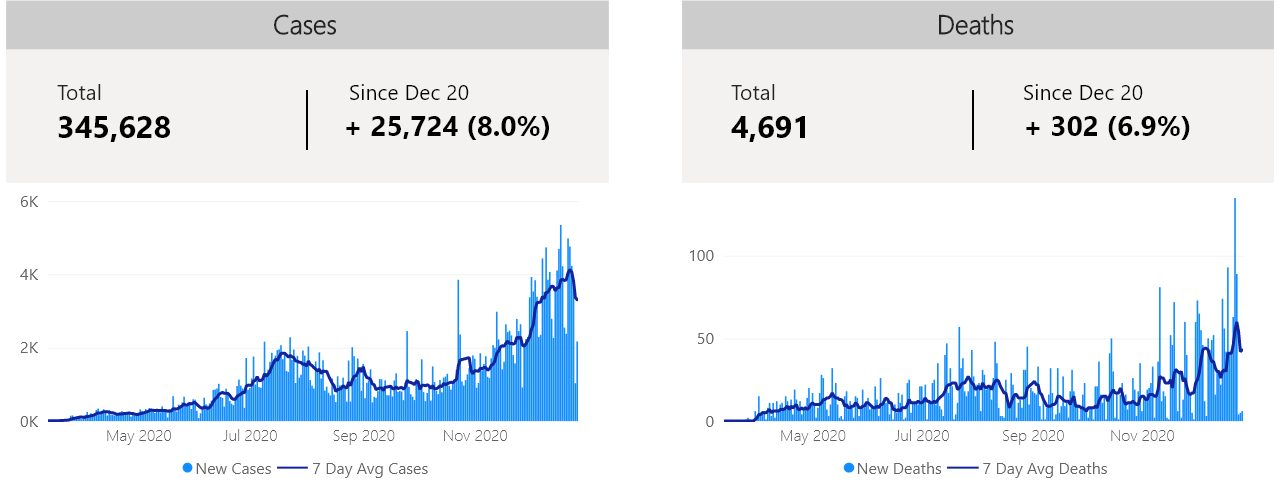 Cases
Total
345,628
Since Dec 20
+ 25,724 (8.0%)
6K
4K
2K
0K
May 2020
Jul 2020
Sep 2020
Nov 2020
New Cases
7 Day Avg Cases
Deaths
Total
4,691
Since Dec 20
+ 302 (6.9%)
100
50
0
May 2020
Jul 2020
Sep 2020
Nov 2020
New Deaths
7 Day Avg Deaths